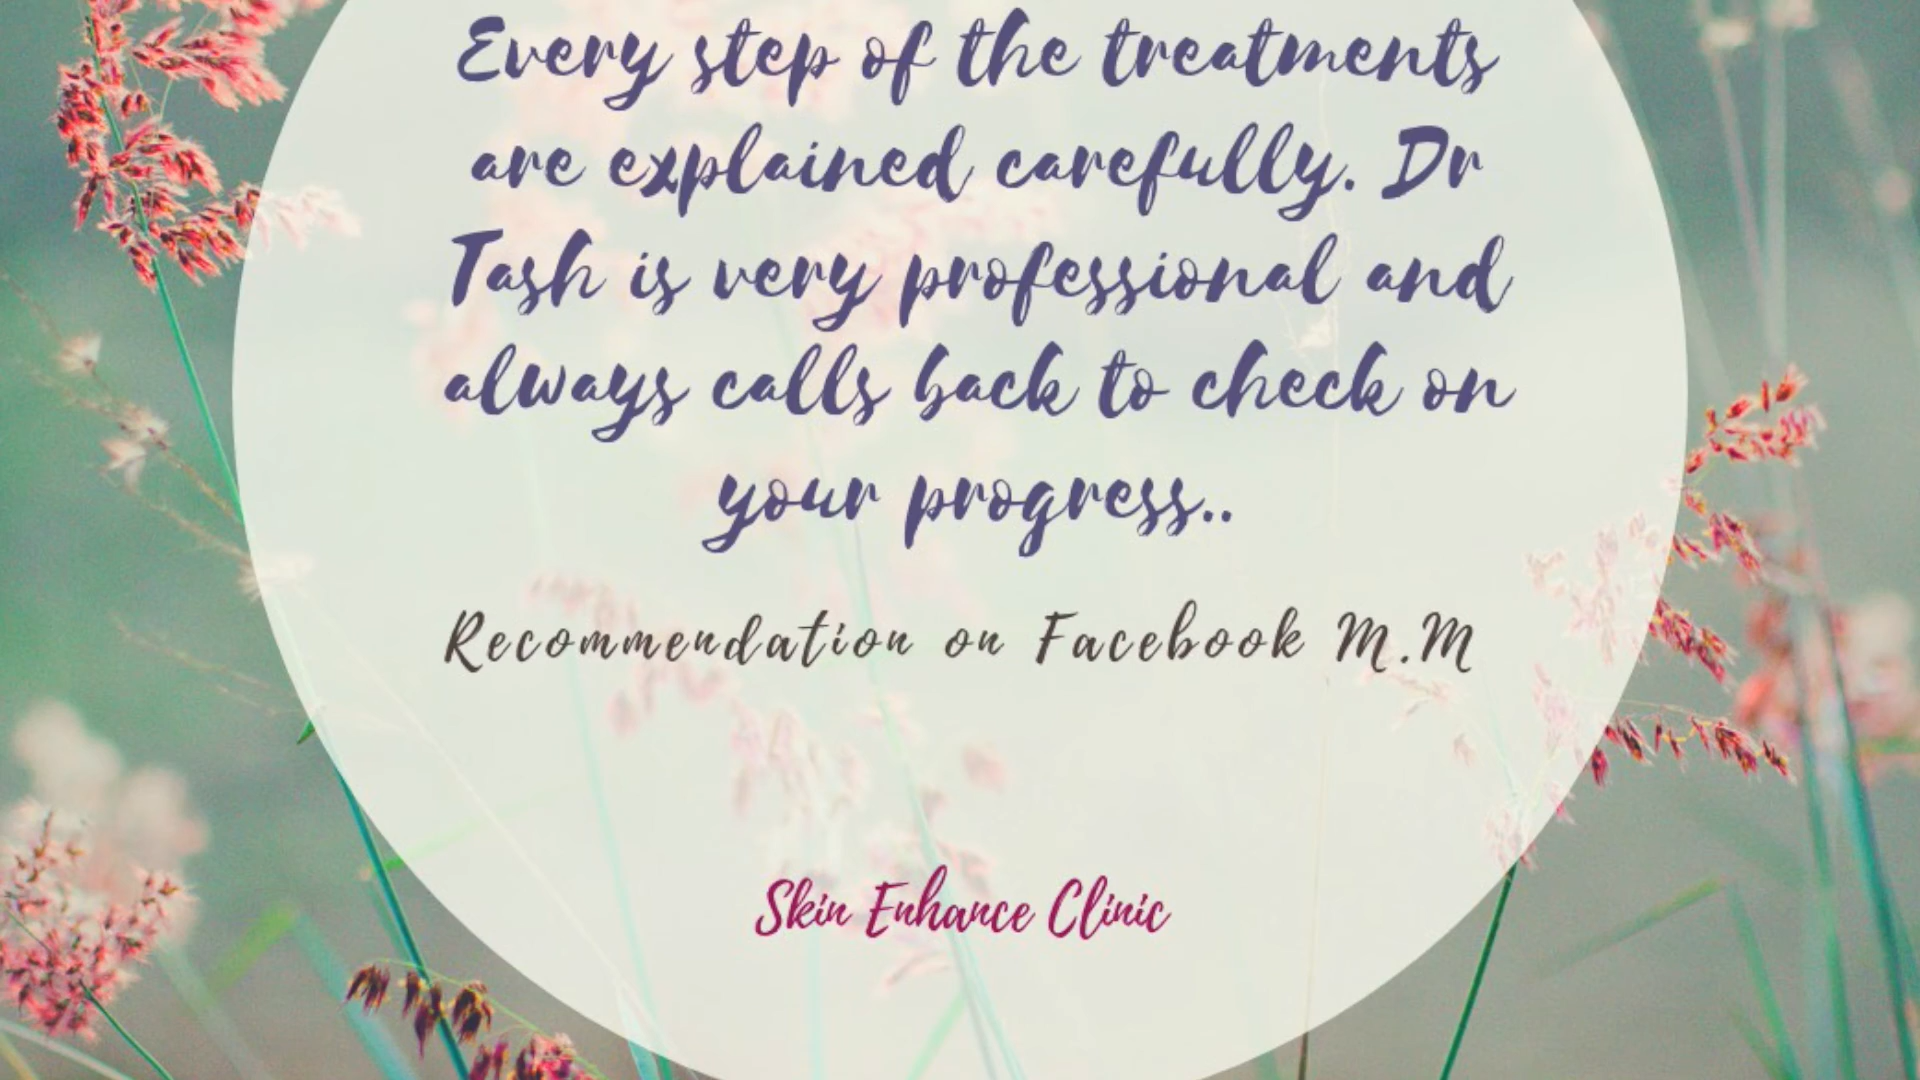 Every step of the treatments
are explained carefully. Dr
Tash is very professional and
always calls back to check on
your progress..
Recommendation on Facebook M.M
Skin Enhance Clinic